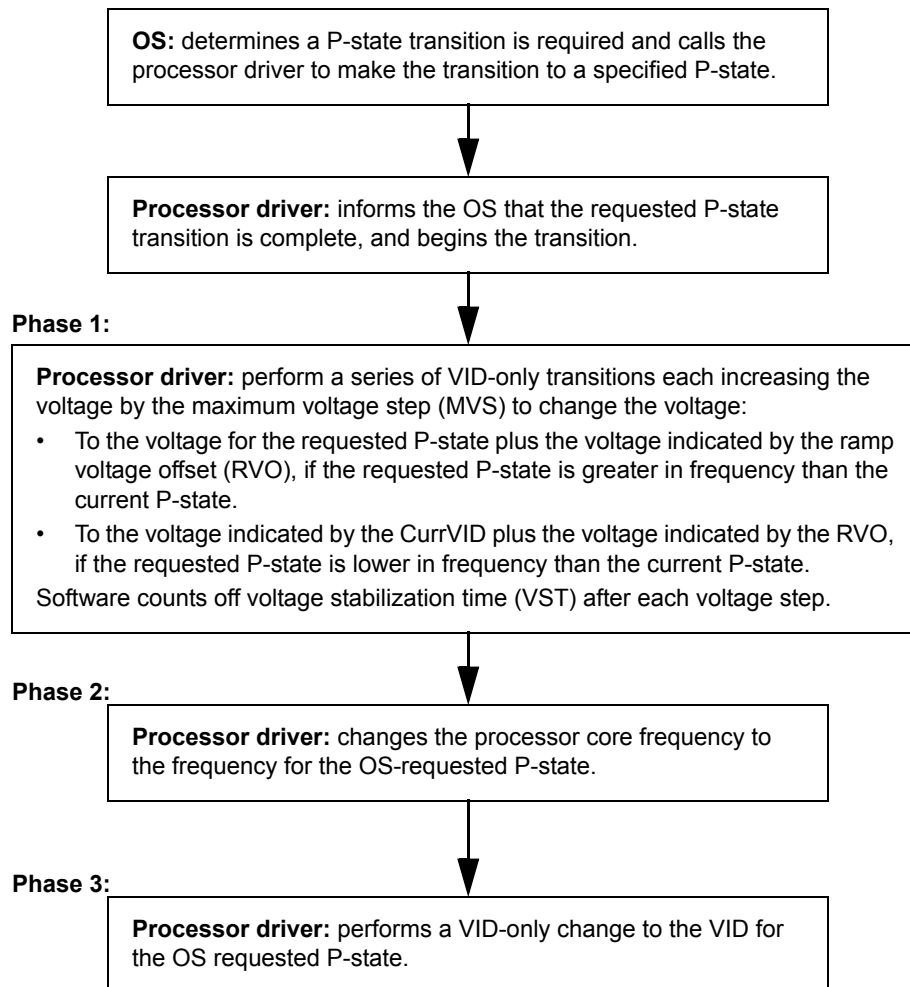 OS: determines a P-state transition is required and calls the
processor driver to make the transition to a specified P-state.
Processor driver: informs the OS that the requested P-state
transition is complete, and begins the transition.
Phase 1:
Processor driver: perform a series of VID-only transitions each increasing the
voltage by the maximum voltage step (MVS) to change the voltage:
• To the voltage for the requested P-state plus the voltage indicated by the ramp
voltage offset (RVO), if the requested P-state is greater in frequency than the
current P-state.
• To the voltage indicated by the CurrVID plus the voltage indicated by the RVO,
if the requested P-state is lower in frequency than the current P-state.
Software counts off voltage stabilization time (VST) after each voltage step.
Phase 2:
Processor driver: changes the processor core frequency to
the frequency for the OS-requested P-state.
Phase 3:
Processor driver: performs a VID-only change to the VID for
the OS requested P-state.